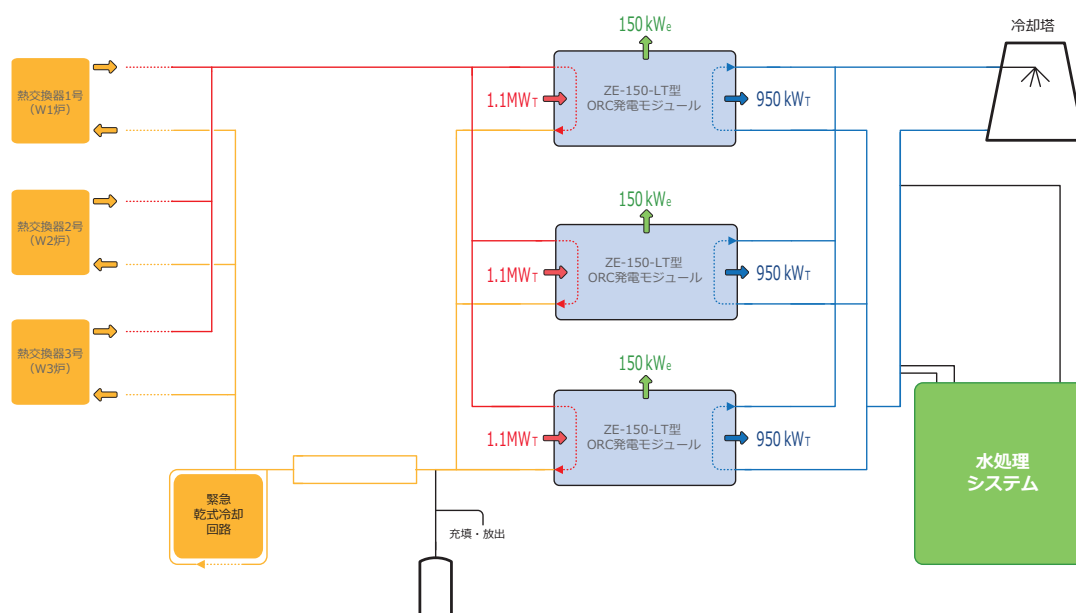 冷却塔
150 kWe
熱交換器1号
(W1炉)
ZE-150-LT型
ORC発電モジュール
1.1MWT
950 kWT
熱交換器2号
(W2炉)
150 kWe
ZE-150-LT型
ORC発電モジュール
1.1MWT
950 kWT
熱交換器3号
(W3炉)
150 kWe
ZE-150-LT型
ORC発電モジュール
1.1MWT
950 kWT
水処理
システム
緊急
乾式冷却
回路
充填・放出